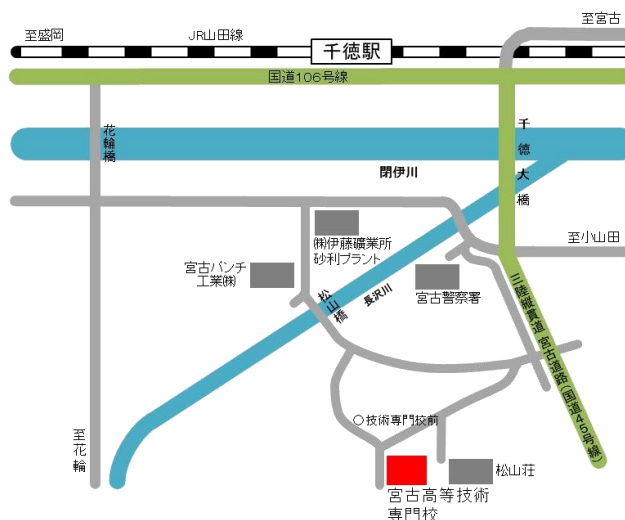 至盛岡
JR山田線
千徳駅
至宮古
国道106号線
花輪橋
千徳大橋
閉伊川
㈱伊藤礦業所
砂利プラント
至小山田
宮古パンチ
工業㈱
松山橋
長沢川
宮古警察署
三陸縦貫道 宮古道路(国道45号線)
至花輪
○技術専門校前
松山荘
宮古高等技術
専門校